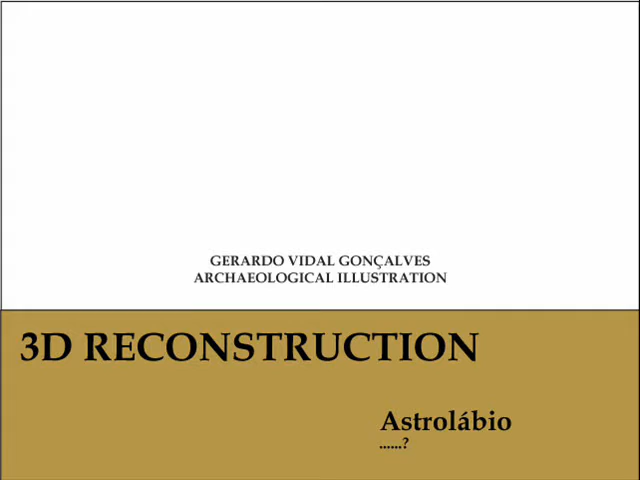 GERARDO VIDAL GONÇALVES
ARCHAEOLOGICAL ILLUSTRATION
3D RECONSTRUCTION
Astrolábio
......?